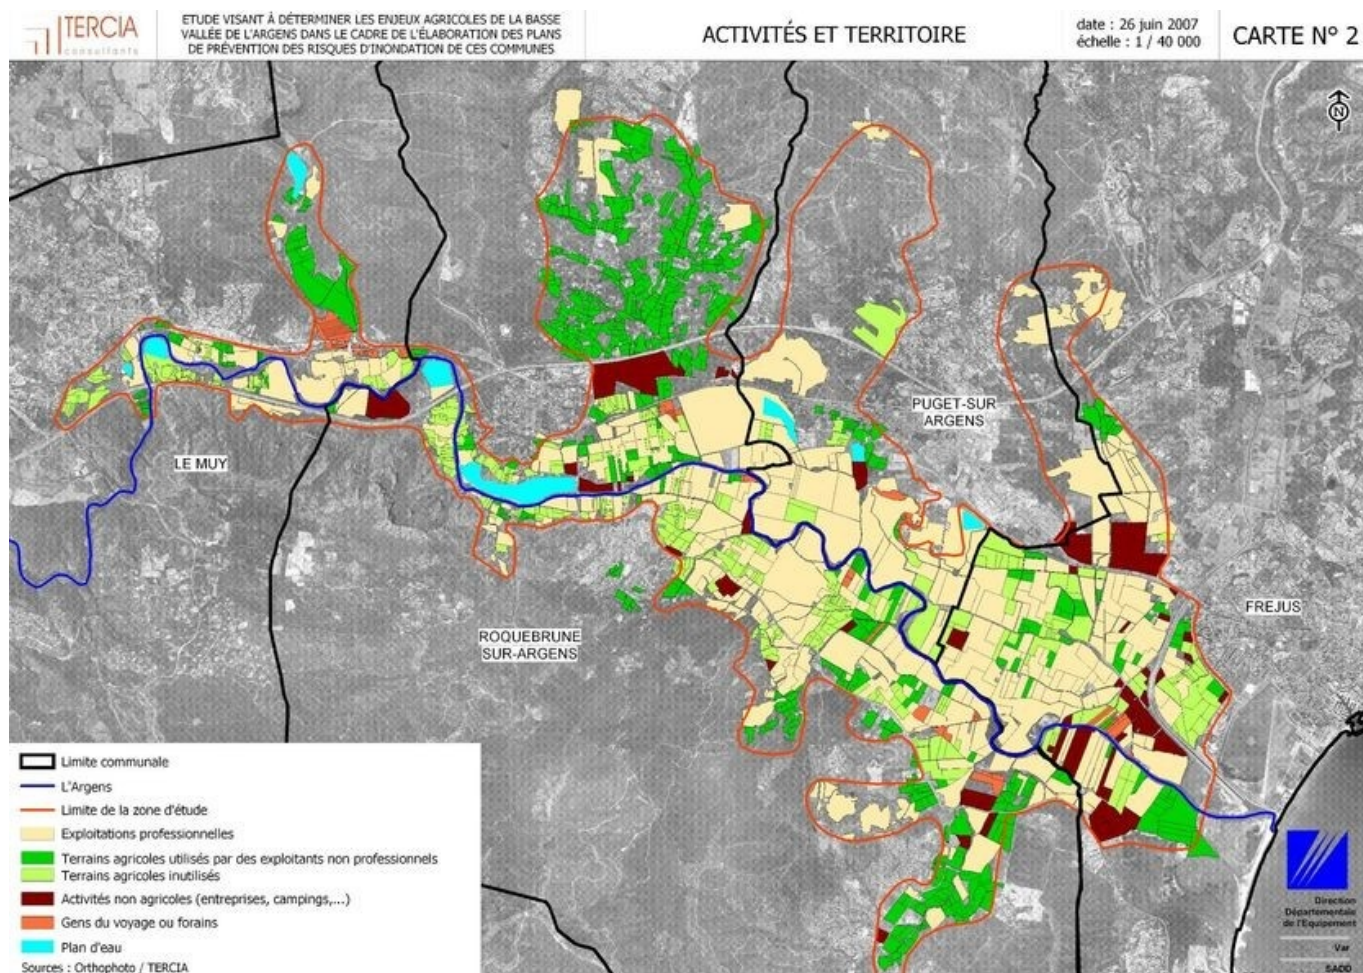 TERCIA
consultants
ETUDE VISANT À DÉTERMINER LES ENJEUX AGRICOLES DE LA BASSE
VALLÉE DE L'ARGENS DANS LE CADRE DE L'ÉLABORATION DES PLANS
DE PRÉVENTION DES RISQUES D'INONDATION DE CES COMMUNES
ACTIVITÉS ET TERRITOIRE
date : 26 juin 2007
échelle : 1 / 40 000
CARTE N° 2
N
PUGET-SUR
ARGENS
LE MUY
FREJUS
ROQUEBRUNE
SUR-ARGENS
Limite communale
L'Argens
Limite de la zone d'étude
Exploitations professionnelles
Terrains agricoles utilisés par des exploitants non professionnels
Terrains agricoles inutilisés
Activités non agricoles (entreprises, campings,...)
Gens du voyage ou forains
Plan d'eau
Sources : Orthophoto / TERCIA
Direction
Départementale
de l'Equipement
Var
SADD